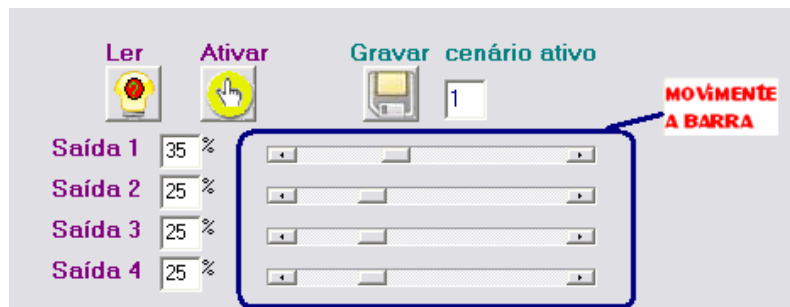 Ler Ativar Gravar cenário ativo
1
MOVIMENTE
A BARRA
Saída 1 35 %
Saída 2 25 %
Saída 3 25 %
Saída 4 25 %